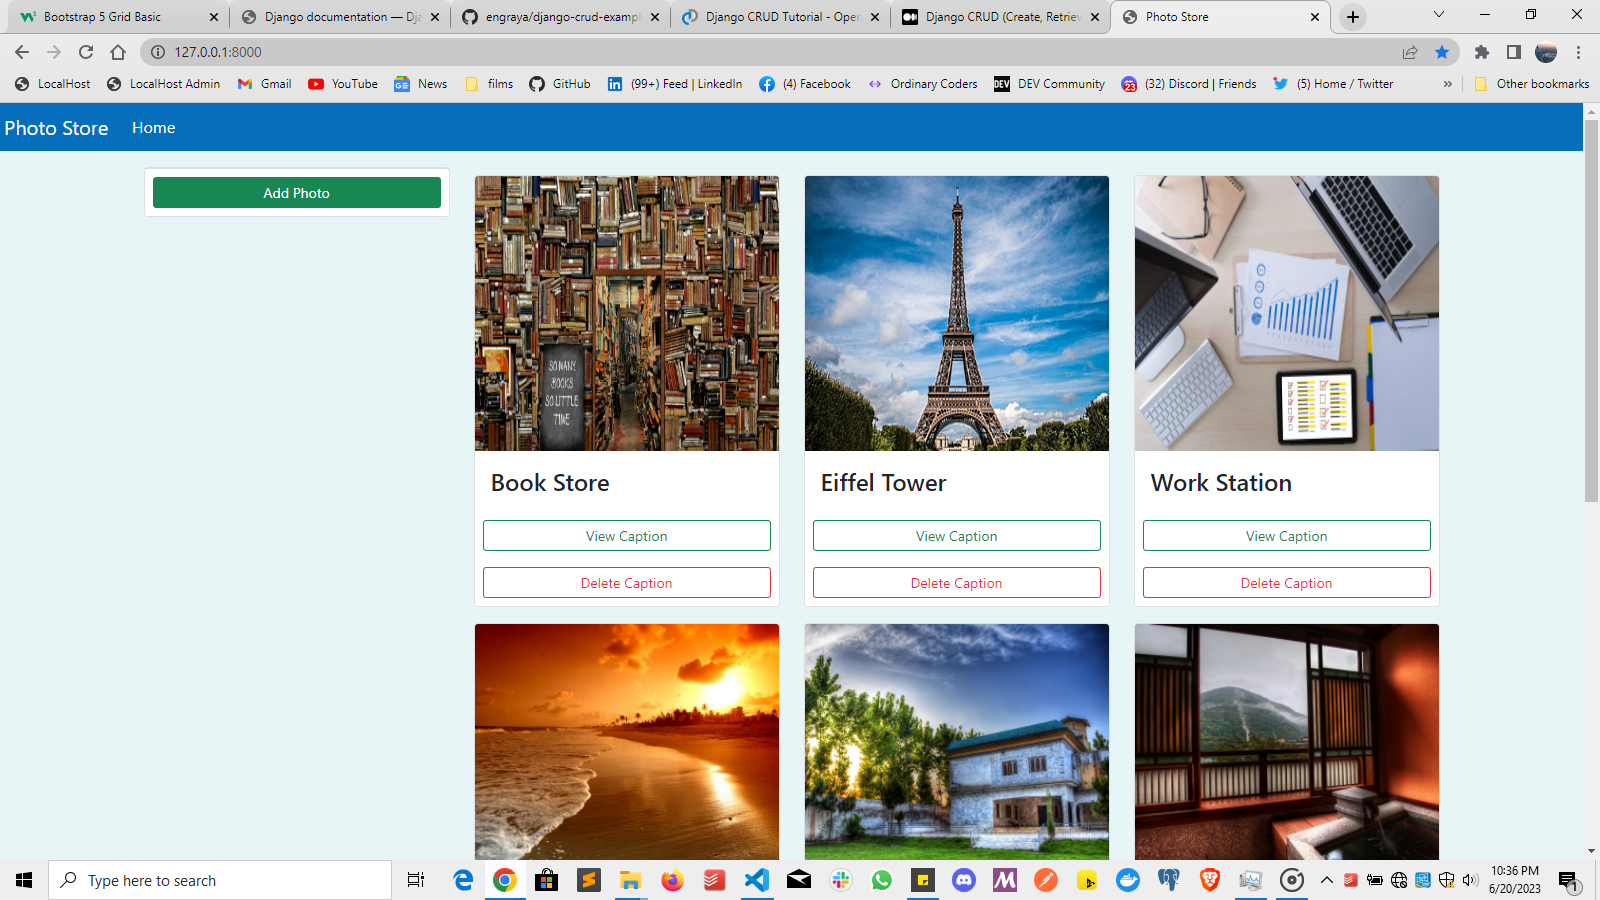 Bootstrap 5 Grid Basic
Django documentation — Dj
engraya/django-crud-exampl
Django CRUD Tutorial - Oper
Django CRUD (Create, Retriev
Photo Store
127.0.0.1:8000
LocalHost
LocalHost Admin
Gmail
YouTube
News
films
GitHub
(99+) Feed | LinkedIn
(4) Facebook
Ordinary Coders
DEV
DEV Community
23
(32) Discord | Friends
(5) Home / Twitter
»
Other bookmarks
Photo Store
Home
Add Photo
SO MANY
BOOKS
SO LITTLE
TIME
Book Store
Eiffel Tower
Work Station
View Caption
View Caption
View Caption
Delete Caption
Delete Caption
Delete Caption
Type here to search
10:36 PM
6/20/2023
1